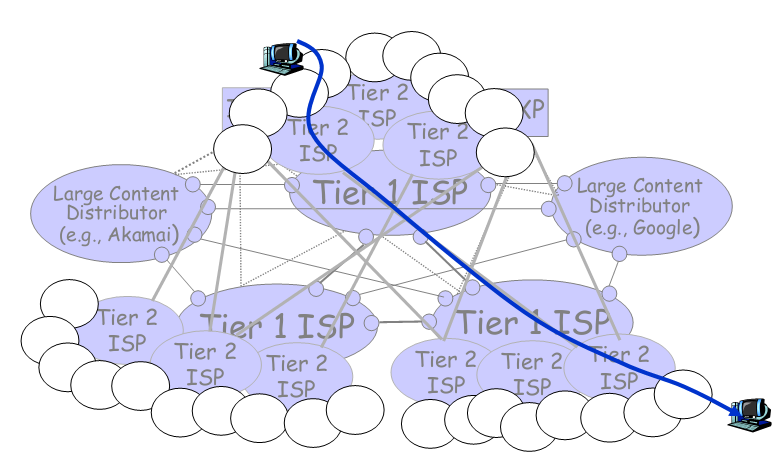 Tier 2
ISP
Tier 2
ISP
Tier 2
ISP
XP
Tier 1 ISP
Large Content
Distributor
(e.g., Akamai)
Large Content
Distributor
(e.g., Google)
Tier 1 ISP
Tier 1 ISP
Tier 2
ISP
Tier 2
ISP
Tier 2
ISP
Tier 2
ISP
Tier 2
ISP
Tier 2
ISP